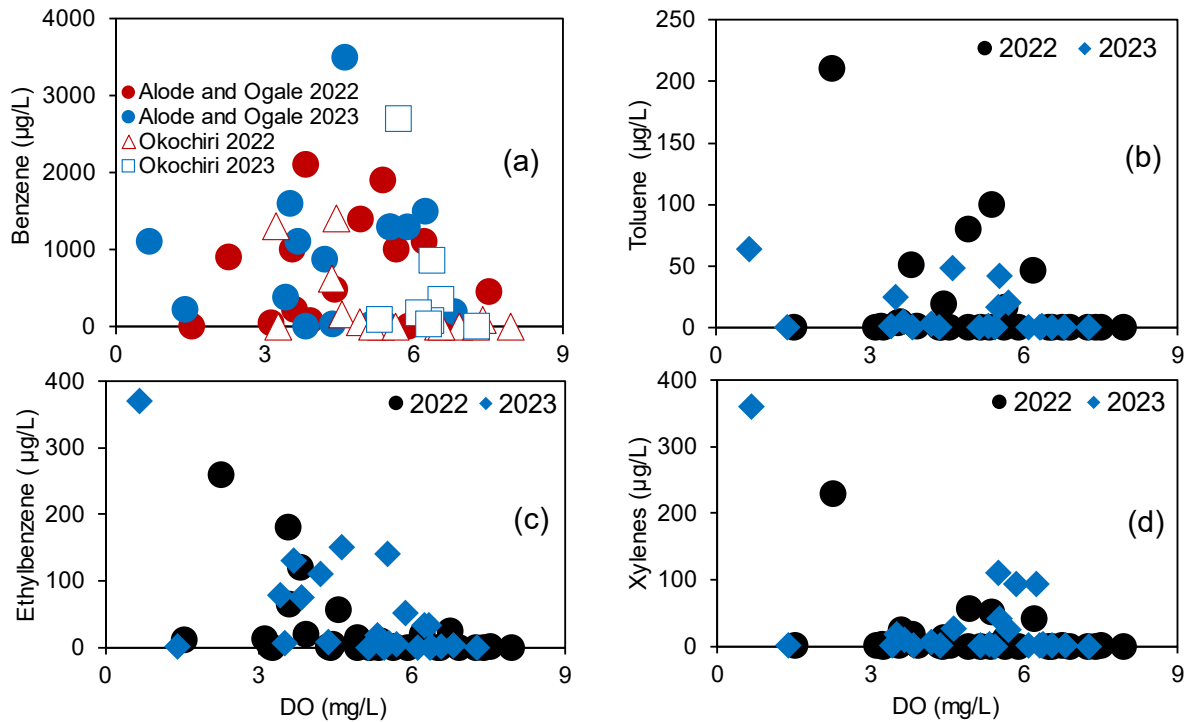 4000
3000
2000
1000
0
Benzene (µg/L)
Alode and Ogale 2022
Alode and Ogale 2023
Okochiri 2022
Okochiri 2023
(a)
0 3 6 9
250
200
150
100
50
0
Toluene (µg/L)
2022 2023
(b)
0 3 6 9
400
300
200
100
0
Ethylbenzene ( µg/L)
2022 2023
(c)
0 3 6 9
DO (mg/L)
400
300
200
100
0
Xylenes (µg/L)
2022 2023
(d)
0 3 6 9
DO (mg/L)